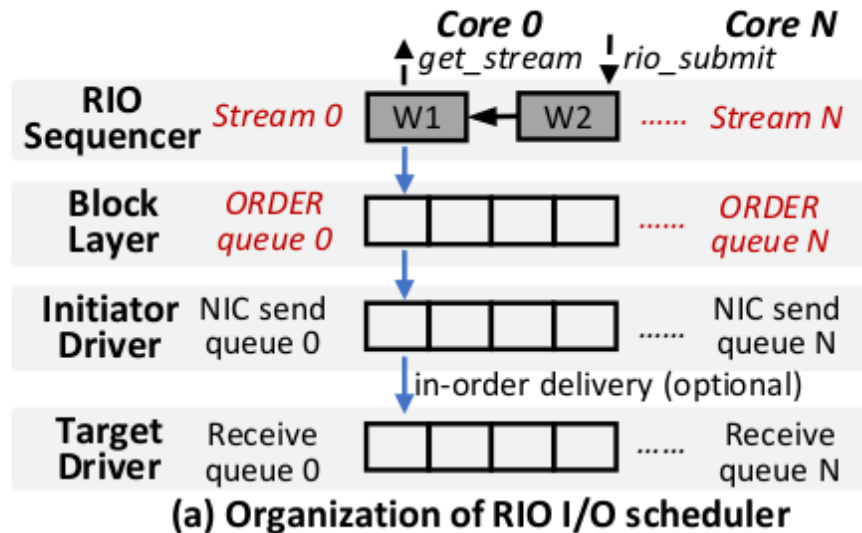 Core 0 Core N
get_stream rio_submit
RIO Sequencer Stream 0 W1 W2 ...... Stream N
Block Layer ORDER queue 0 ...... ORDER queue N
Initiator Driver NIC send queue 0 ...... NIC send queue N
in-order delivery (optional)
Target Driver Receive queue 0 ...... Receive queue N
(a) Organization of RIO I/O scheduler